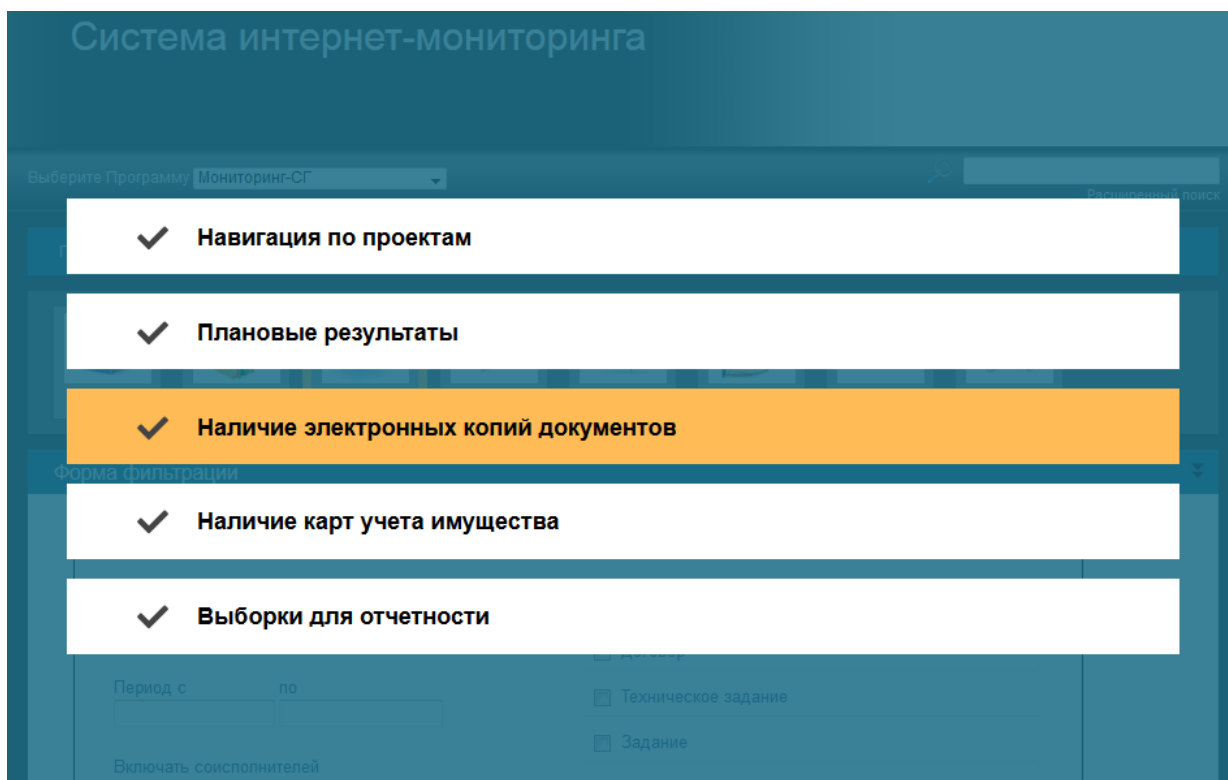 Система интернет-мониторинга
Выберите Программу Мониторинг-СГ
Расширенный поиск
Навигация по проектам
Плановые результаты
Наличие электронных копий документов
Форма фильтрации
Наличие карт учета имущества
Выборки для отчетности
Договор
Период с по
Техническое задание
Задание
Включать соисполнителей